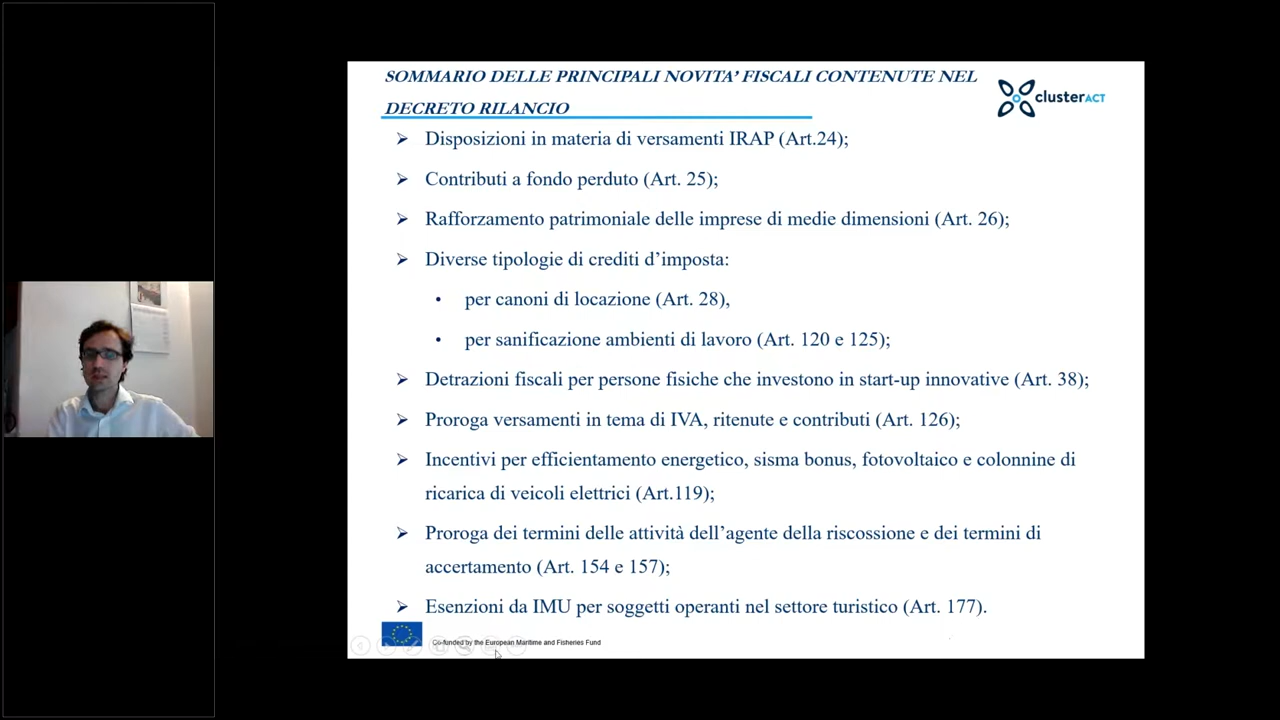 SOMMARIO DELLE PRINCIPALI NOVITA’ FISCALI CONTENUTE NEL
DECRETO RILANCIO
clusterACT
Disposizioni in materia di versamenti IRAP (Art.24);
Contributi a fondo perduto (Art. 25);
Rafforzamento patrimoniale delle imprese di medie dimensioni (Art. 26);
Diverse tipologie di crediti d’imposta:
per canoni di locazione (Art. 28),
per sanificazione ambienti di lavoro (Art. 120 e 125);
Detrazioni fiscali per persone fisiche che investono in start-up innovative (Art. 38);
Proroga versamenti in tema di IVA, ritenute e contributi (Art. 126);
Incentivi per efficientamento energetico, sisma bonus, fotovoltaico e colonnine di
ricarica di veicoli elettrici (Art.119);
Proroga dei termini delle attività dell’agente della riscossione e dei termini di
accertamento (Art. 154 e 157);
Esenzioni da IMU per soggetti operanti nel settore turistico (Art. 177).
Co-funded by the European Maritime and Fisheries Fund